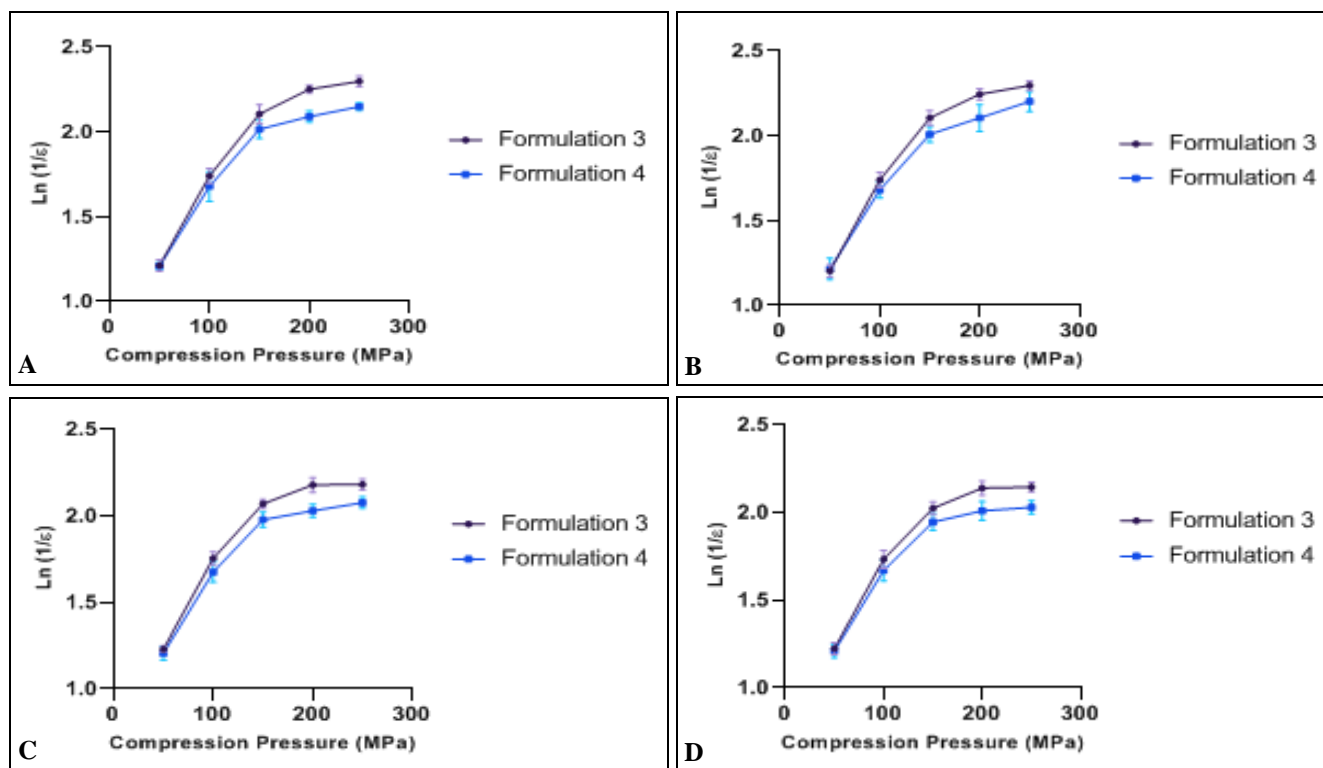 2.5
2.0
1.5
1.0
Ln (1/ε)
0 100 200 300
Compression Pressure (MPa)
Formulation 3
Formulation 4
A
2.5
2.0
1.5
1.0
Ln (1/ε)
0 100 200 300
Compression Pressure (MPa)
Formulation 3
Formulation 4
B
2.5
2.0
1.5
1.0
Ln (1/ε)
0 100 200 300
Compression Pressure (MPa)
Formulation 3
Formulation 4
C
2.5
2.0
1.5
1.0
Ln (1/ε)
0 100 200 300
Compression Pressure (MPa)
Formulation 3
Formulation 4
D